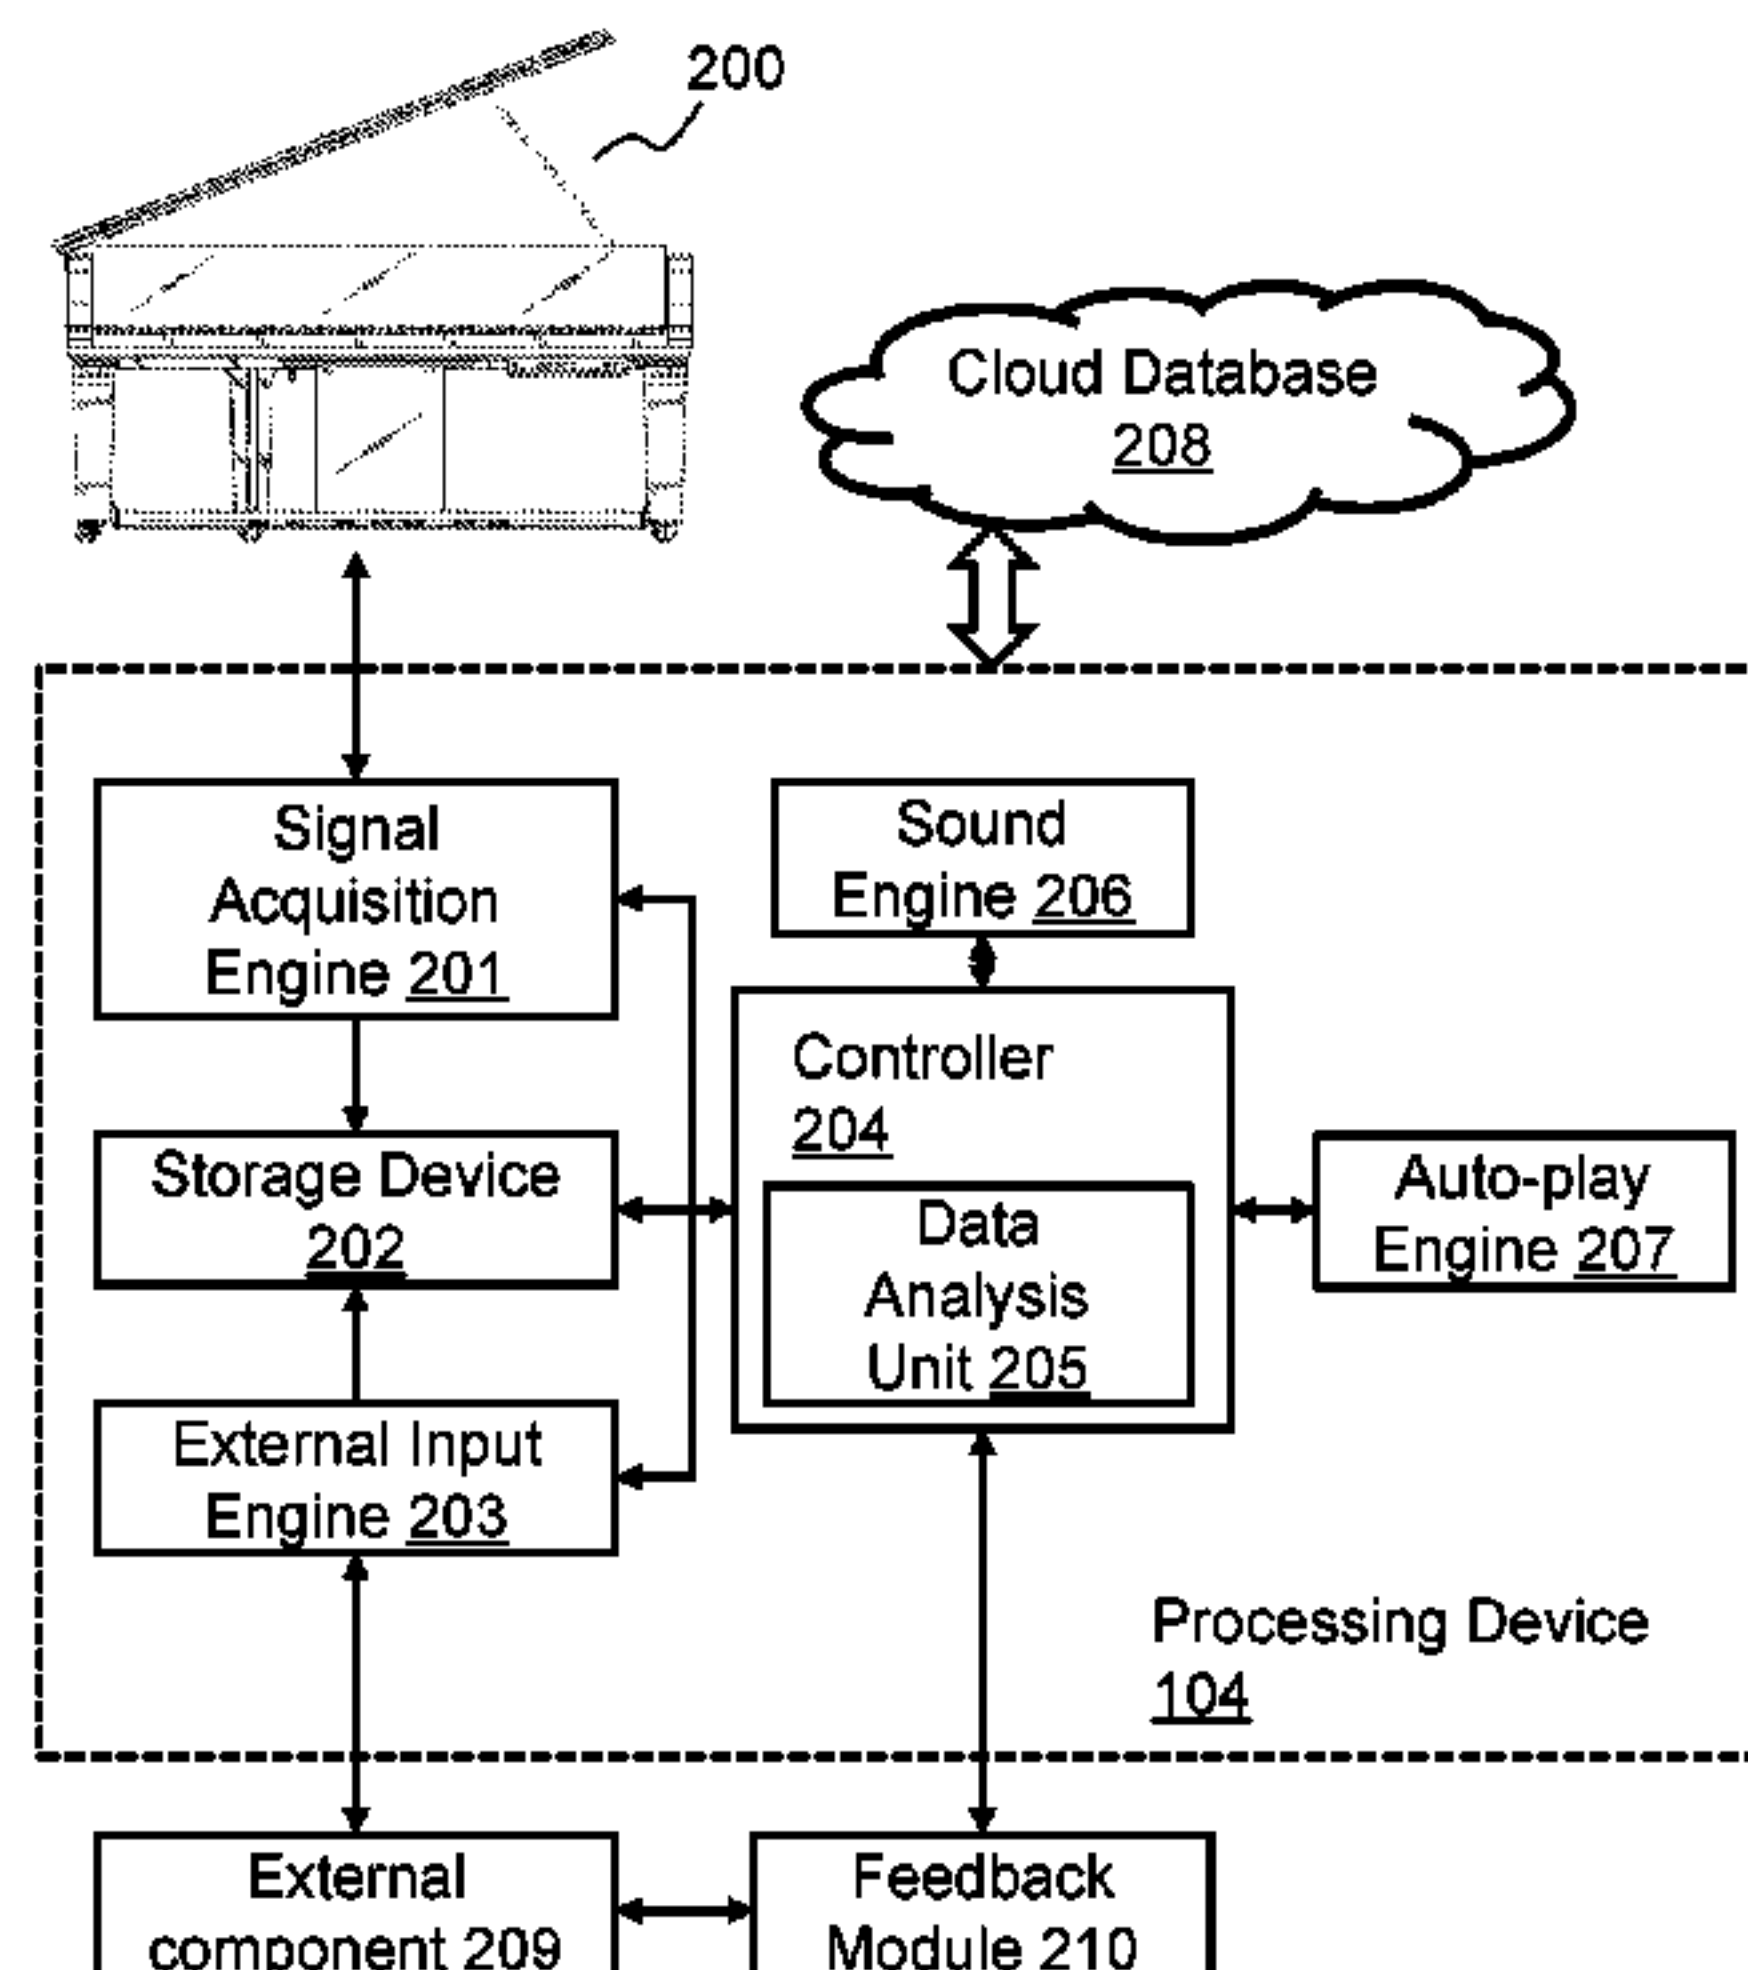 200
Cloud Database
208
Signal
Acquisition
Engine 201
Sound
Engine 206
Controller
204
Storage Device
202
Data
Analysis
Unit 205
Auto-play
Engine 207
External Input
Engine 203
Processing Device
104
External
component 209
Feedback
Module 210